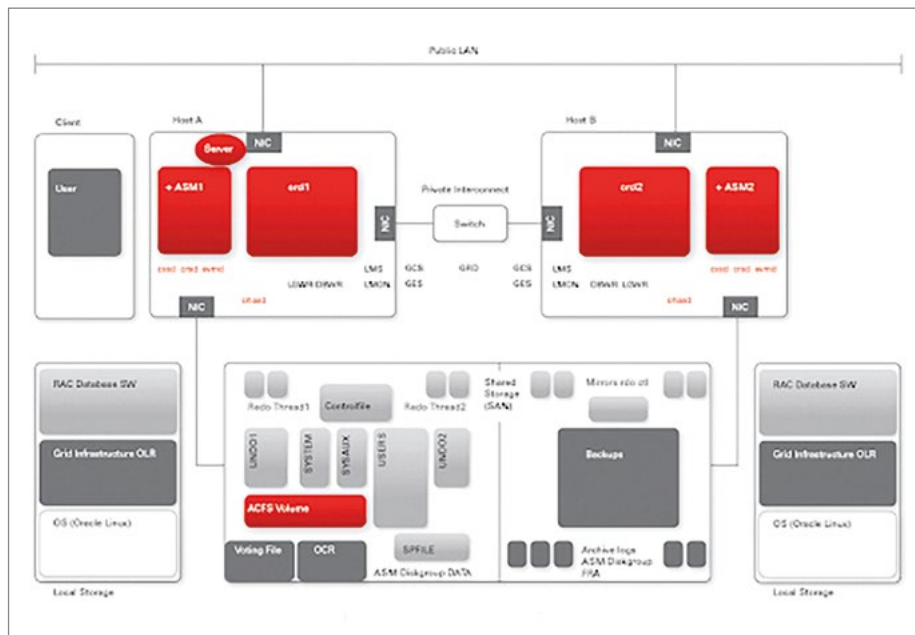 Public LAN
Client
Host A
Host B
Server
NIC
NIC
User
+ ASM1
orcl1
Private Interconnect
Switch
orcl2
+ ASM2
NIC
NIC
cssd crsd evmd
LMS
GCS
GRD
GCS
LMS
cssd crsd evmd
LGWR DBWR
LMON
GES
GES
LMON
DBWR LGWR
ohasd
ohasd
NIC
NIC
RAC Database SW
Grid Infrastructure OLR
OS (Oracle Linux)
Local Storage
Redo Thread1
Controlfile
Redo Thread2
Shared
Storage
(SAN)
UNDO1
SYSTEM
SYSAUX
USERS
UNDO2
ACFS Volume
Voting File
OCR
SPFILE
ASM Diskgroup DATA
Mirrors rdo ctl
Backups
Archive logs
ASM Diskgroup
FRA
RAC Database SW
Grid Infrastructure OLR
OS (Oracle Linux)
Local Storage